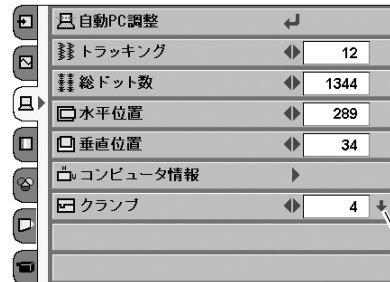 自動PC調整
トラッキング 12
総ドット数 1344
水平位置 289
垂直位置 34
コンピュータ情報
クランプ 4